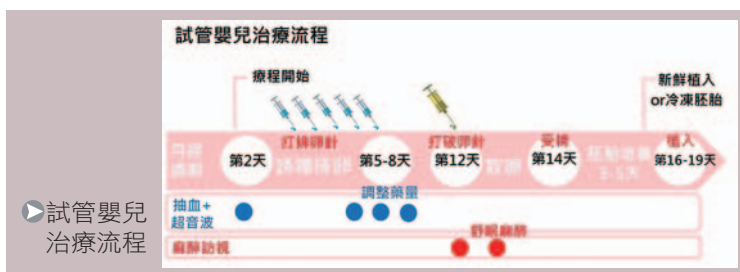 試管嬰兒治療流程
療程開始
新鮮植入
or冷凍胚胎
打排卵針
打破卵針
受精
植入
月經
週期
第2天
誘導排卵
第5-8天
第12天
取卵
第14天
胚胎培養
3-5天
第16-19天
調整藥量
抽血+
超音波
舒眠麻醉
麻醉訪視
試管嬰兒
治療流程